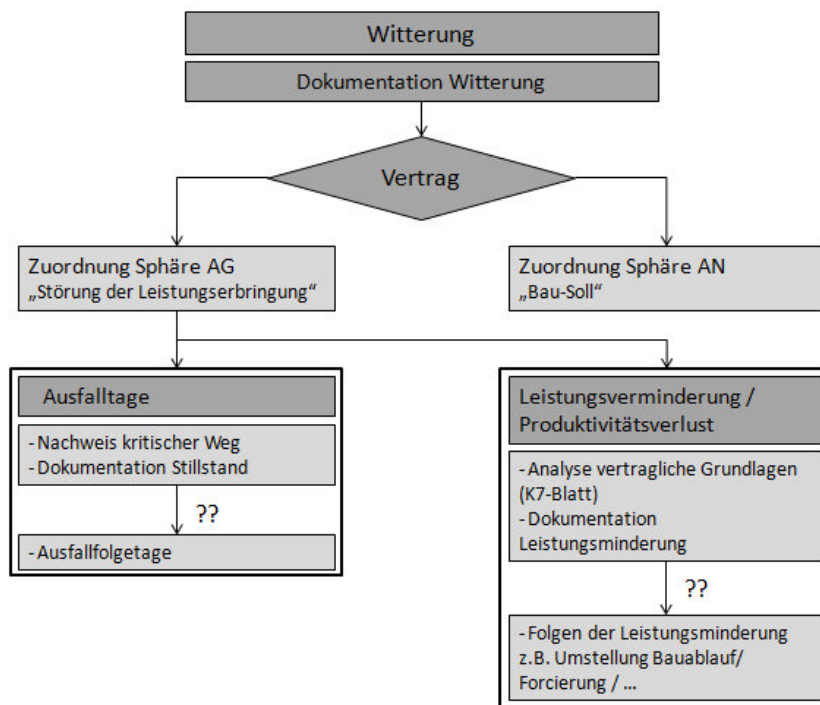 Witterung
Dokumentation Witterung
Vertrag
Zuordnung Sphäre AG
„Störung der Leistungserbringung“
Zuordnung Sphäre AN
„Bau-Soll“
Ausfalltage
- Nachweis kritischer Weg
- Dokumentation Stillstand
??
- Ausfallfolgetage
Leistungsverminderung /
Produktivitätsverlust
- Analyse vertragliche Grundlagen
(K7-Blatt)
- Dokumentation
Leistungsminderung
??
- Folgen der Leistungsminderung
z.B. Umstellung Bauablauf/
Forcierung / ...